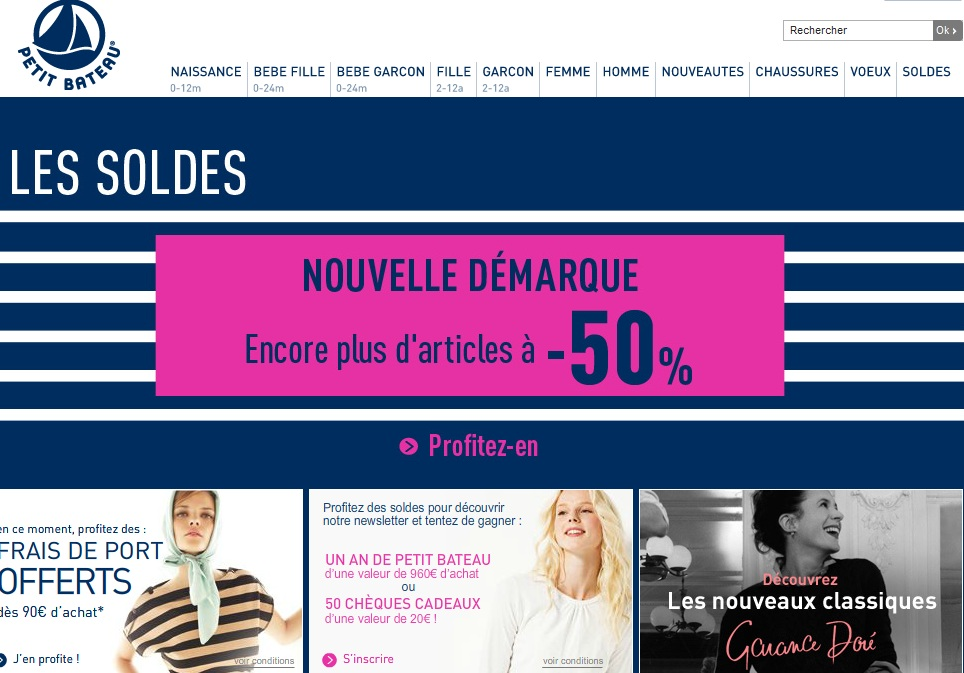 PETIT BATEAU®
Rechercher
Ok
NAISSANCE
0-12m
BEBE FILLE
0-24m
BEBE GARCON
0-24m
FILLE
2-12a
GARCON
2-12a
FEMME
HOMME
NOUVEAUTES
CHAUSSURES
VOEUX
SOLDES
LES SOLDES
NOUVELLE DÉMARQUE
Encore plus d'articles à -50%
Profitez-en
en ce moment, profitez des :
FRAIS DE PORT
OFFERTS
dès 90€ d'achat*
J'en profite !
voir conditions
Profitez des soldes pour découvrir
notre newsletter et tentez de gagner :
UN AN DE PETIT BATEAU
d'une valeur de 960€ d'achat
ou
50 CHÈQUES CADEAUX
d'une valeur de 20€ !
S'inscrire
voir conditions
Découvrez
Les nouveaux classiques
Garance Doré